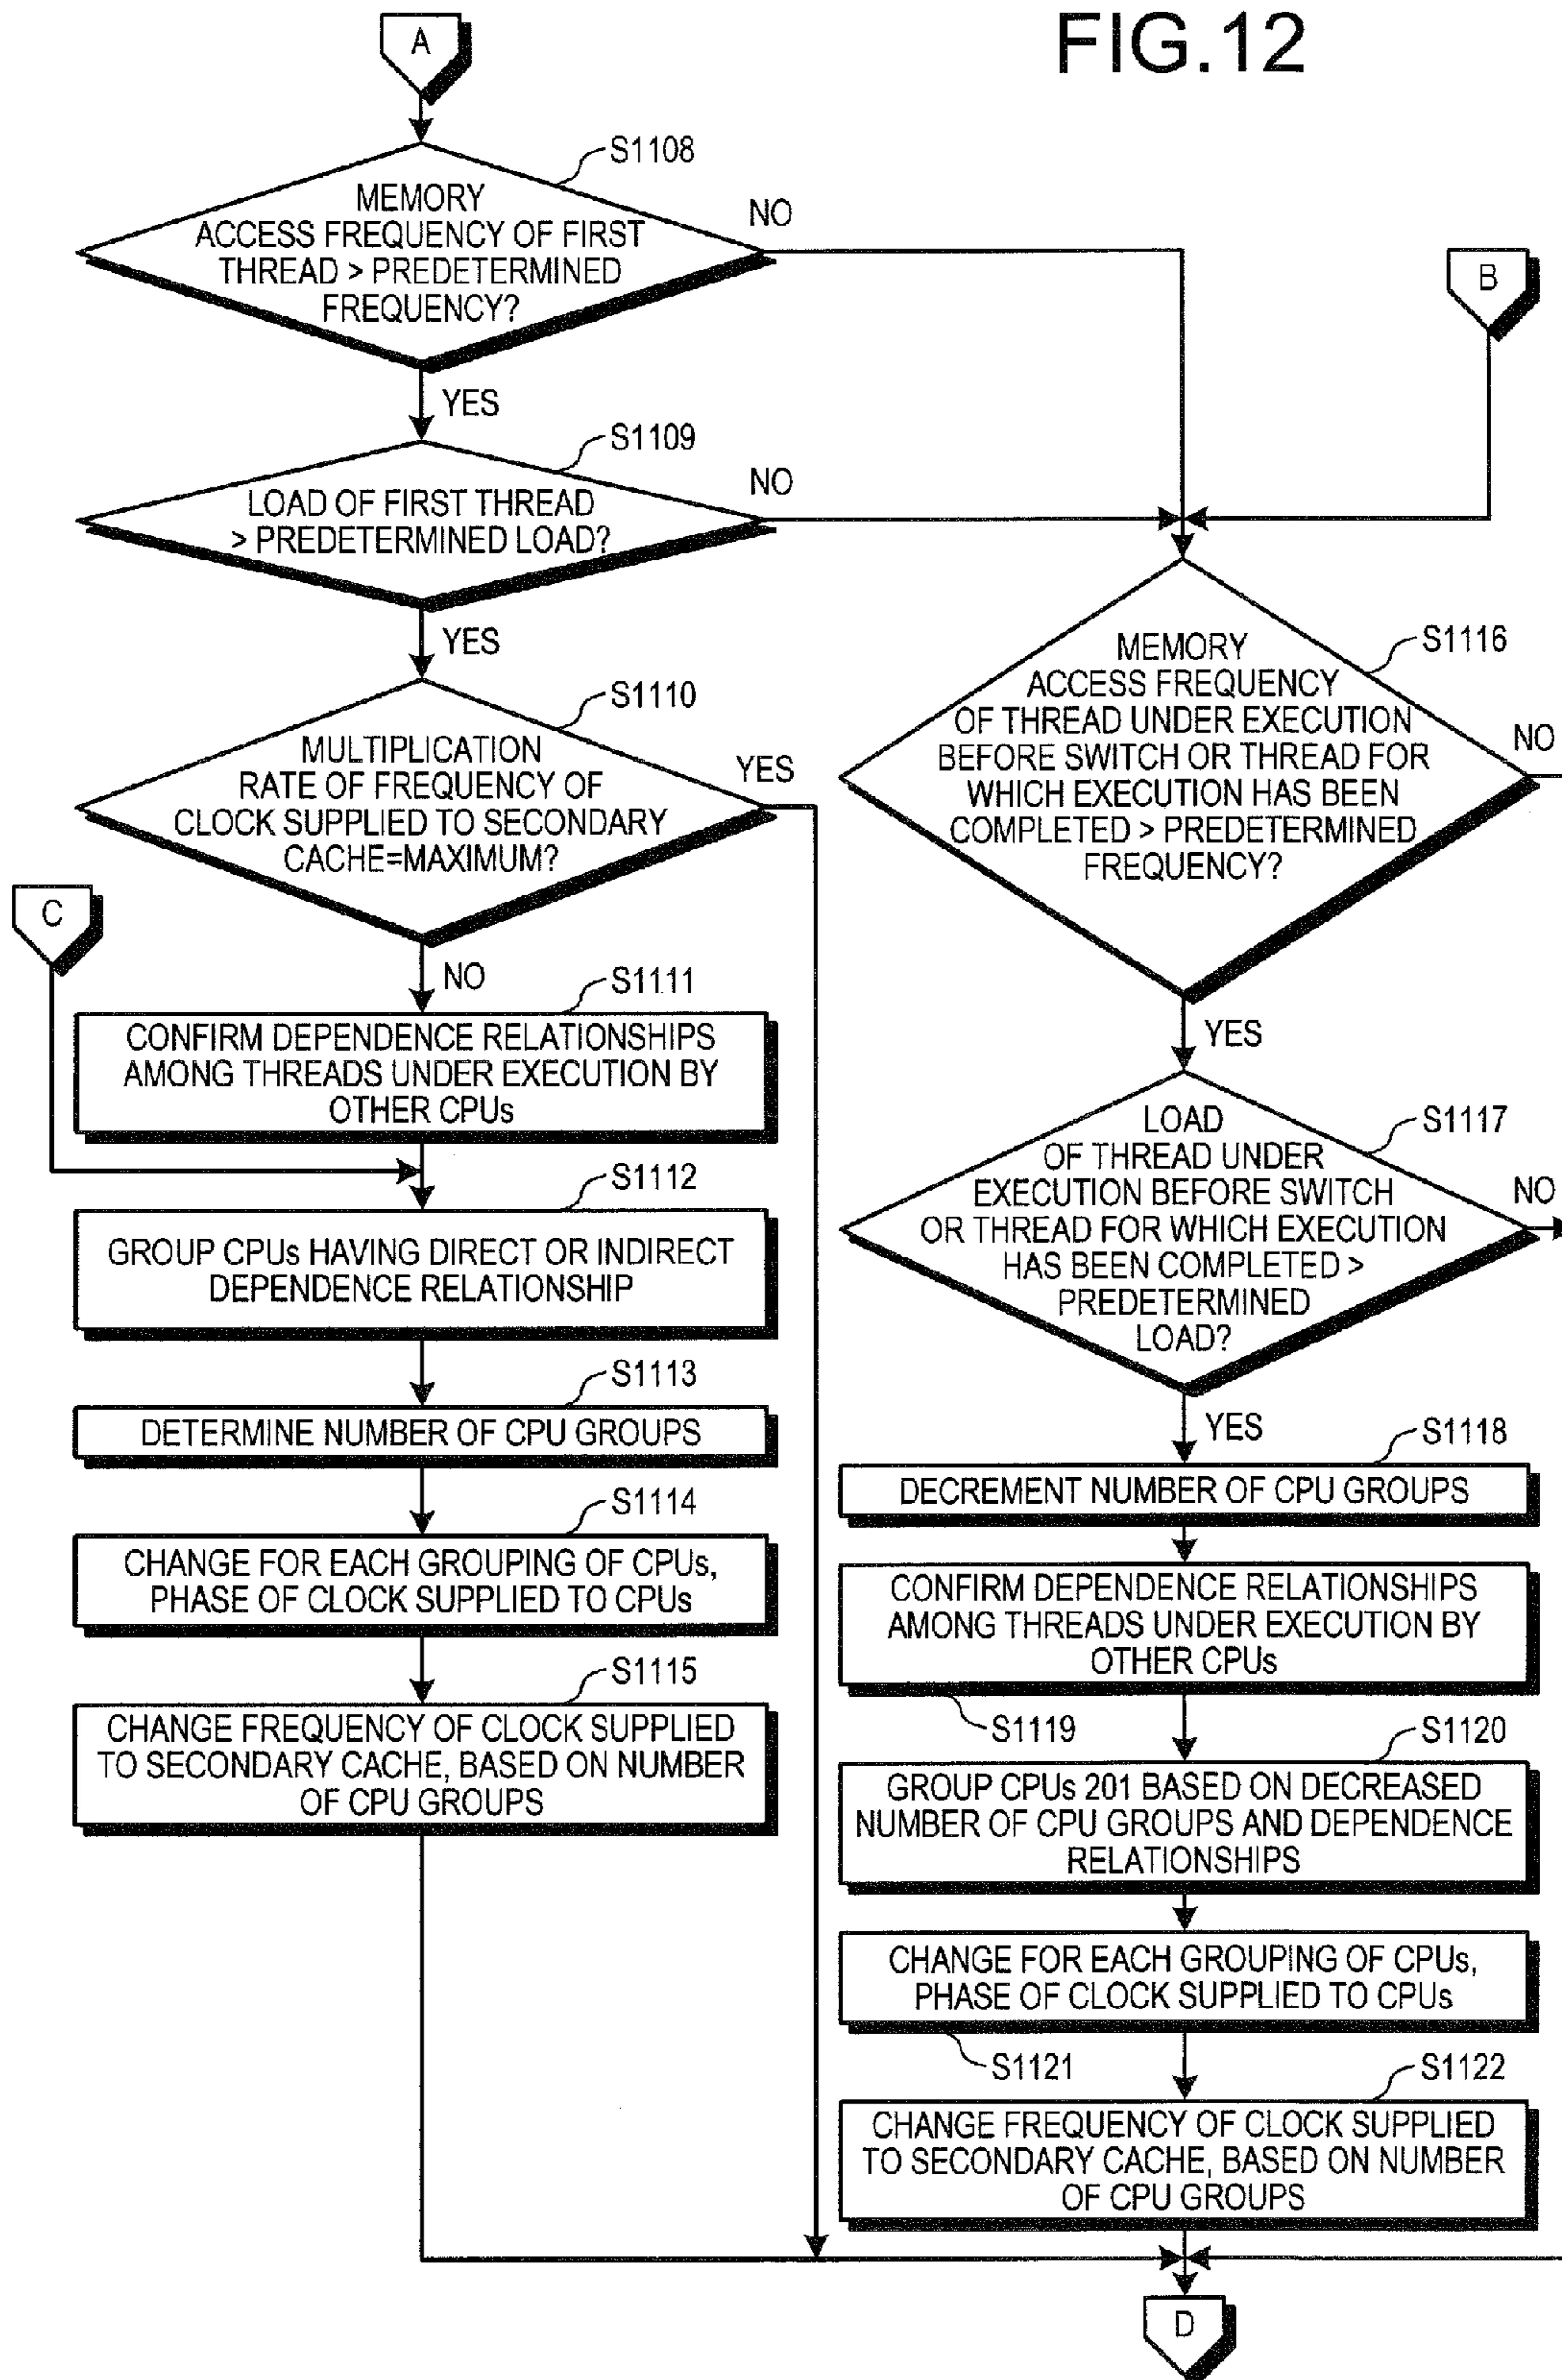 FIG.12
A
S1108
MEMORY
ACCESS FREQUENCY OF FIRST
THREAD > PREDETERMINED
FREQUENCY?
NO
YES
B
S1109
LOAD OF FIRST THREAD
> PREDETERMINED LOAD?
NO
YES
S1110
MULTIPLICATION
RATE OF FREQUENCY OF
CLOCK SUPPLIED TO SECONDARY
CACHE=MAXIMUM?
YES
NO
C
S1111
CONFIRM DEPENDENCE RELATIONSHIPS
AMONG THREADS UNDER EXECUTION BY
OTHER CPUs
S1112
GROUP CPUs HAVING DIRECT OR INDIRECT
DEPENDENCE RELATIONSHIP
S1113
DETERMINE NUMBER OF CPU GROUPS
S1114
CHANGE FOR EACH GROUPING OF CPUs,
PHASE OF CLOCK SUPPLIED TO CPUs
S1115
CHANGE FREQUENCY OF CLOCK SUPPLIED
TO SECONDARY CACHE, BASED ON NUMBER
OF CPU GROUPS
S1116
MEMORY
ACCESS FREQUENCY
OF THREAD UNDER EXECUTION
BEFORE SWITCH OR THREAD FOR
WHICH EXECUTION HAS BEEN
COMPLETED > PREDETERMINED
FREQUENCY?
NO
YES
S1117
LOAD
OF THREAD UNDER
EXECUTION BEFORE SWITCH
OR THREAD FOR WHICH EXECUTION
HAS BEEN COMPLETED >
PREDETERMINED
LOAD?
NO
YES
S1118
DECREMENT NUMBER OF CPU GROUPS
CONFIRM DEPENDENCE RELATIONSHIPS
AMONG THREADS UNDER EXECUTION BY
OTHER CPUs
S1119
S1120
GROUP CPUs 201 BASED ON DECREASED
NUMBER OF CPU GROUPS AND DEPENDENCE
RELATIONSHIPS
CHANGE FOR EACH GROUPING OF CPUs,
PHASE OF CLOCK SUPPLIED TO CPUs
S1121
S1122
CHANGE FREQUENCY OF CLOCK SUPPLIED
TO SECONDARY CACHE, BASED ON NUMBER
OF CPU GROUPS
D